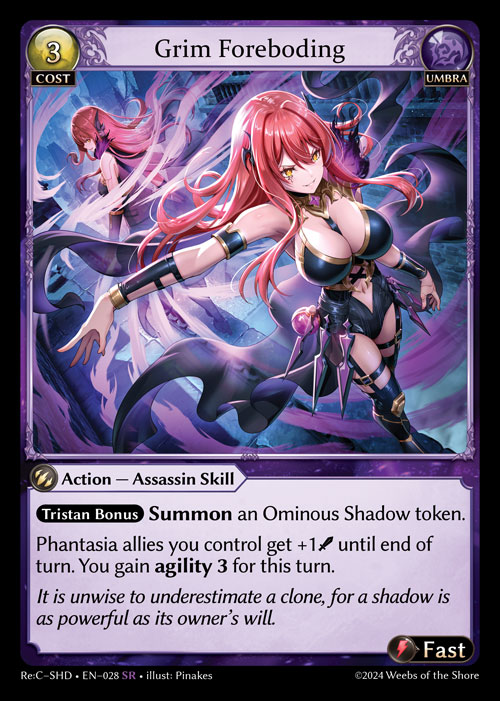 3
COST
Grim Foreboding
UMBRA
Action — Assassin Skill
Tristan Bonus Summon an Ominous Shadow token.
Phantasia allies you control get +1 until end of
turn. You gain agility 3 for this turn.
It is unwise to underestimate a clone, for a shadow is
as powerful as its owner's will.
Fast
Re:C–SHD • EN–028 SR • illust: Pinakes
©2024 Weebs of the Shore